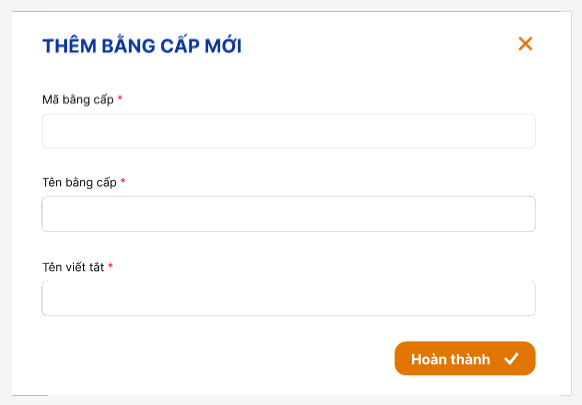 THÊM BẰNG CẤP MỚI
Mã bằng cấp *
Tên bằng cấp *
Tên viết tắt *
Hoàn thành